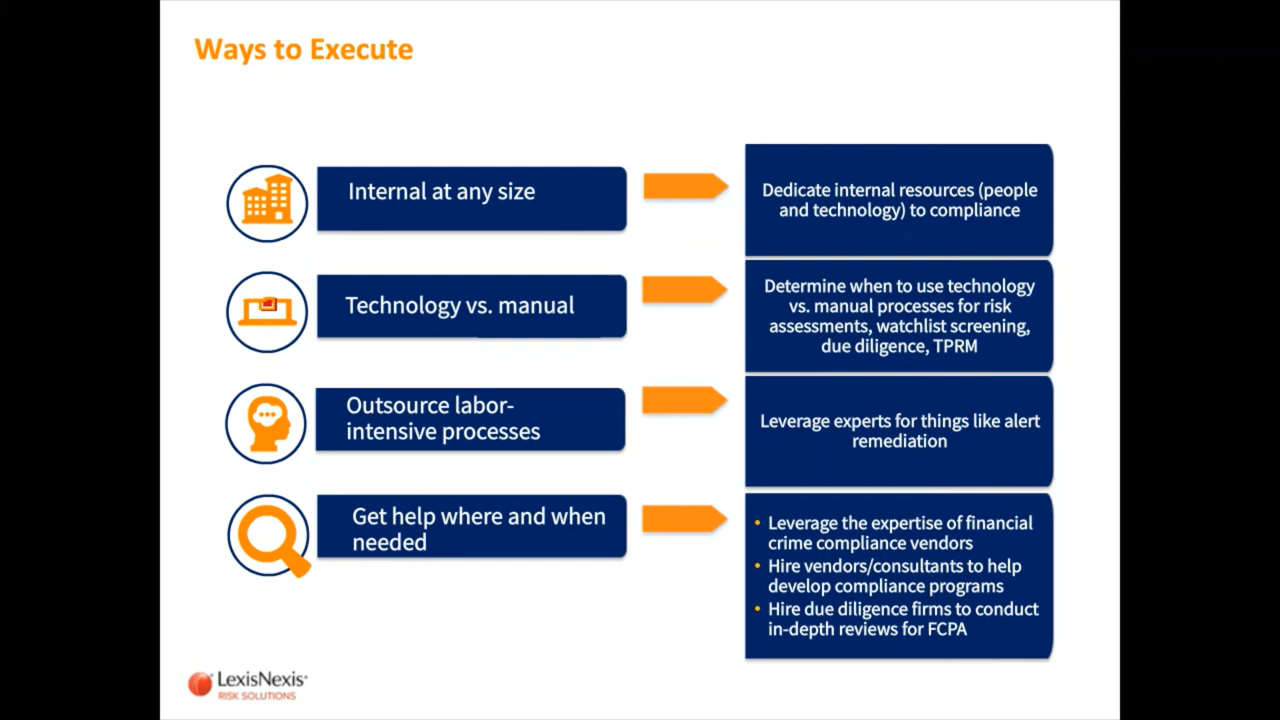 Ways to Execute
Internal at any size
Dedicate internal resources (people
and technology) to compliance
Technology vs. manual
Determine when to use technology
vs. manual processes for risk
assessments, watchlist screening,
due diligence, TPRM
Outsource labor-
intensive processes
Leverage experts for things like alert
remediation
Get help where and when
needed
• Leverage the expertise of financial
crime compliance vendors
• Hire vendors/consultants to help
develop compliance programs
• Hire due diligence firms to conduct
in-depth reviews for FCPA
LexisNexis®
RISK SOLUTIONS